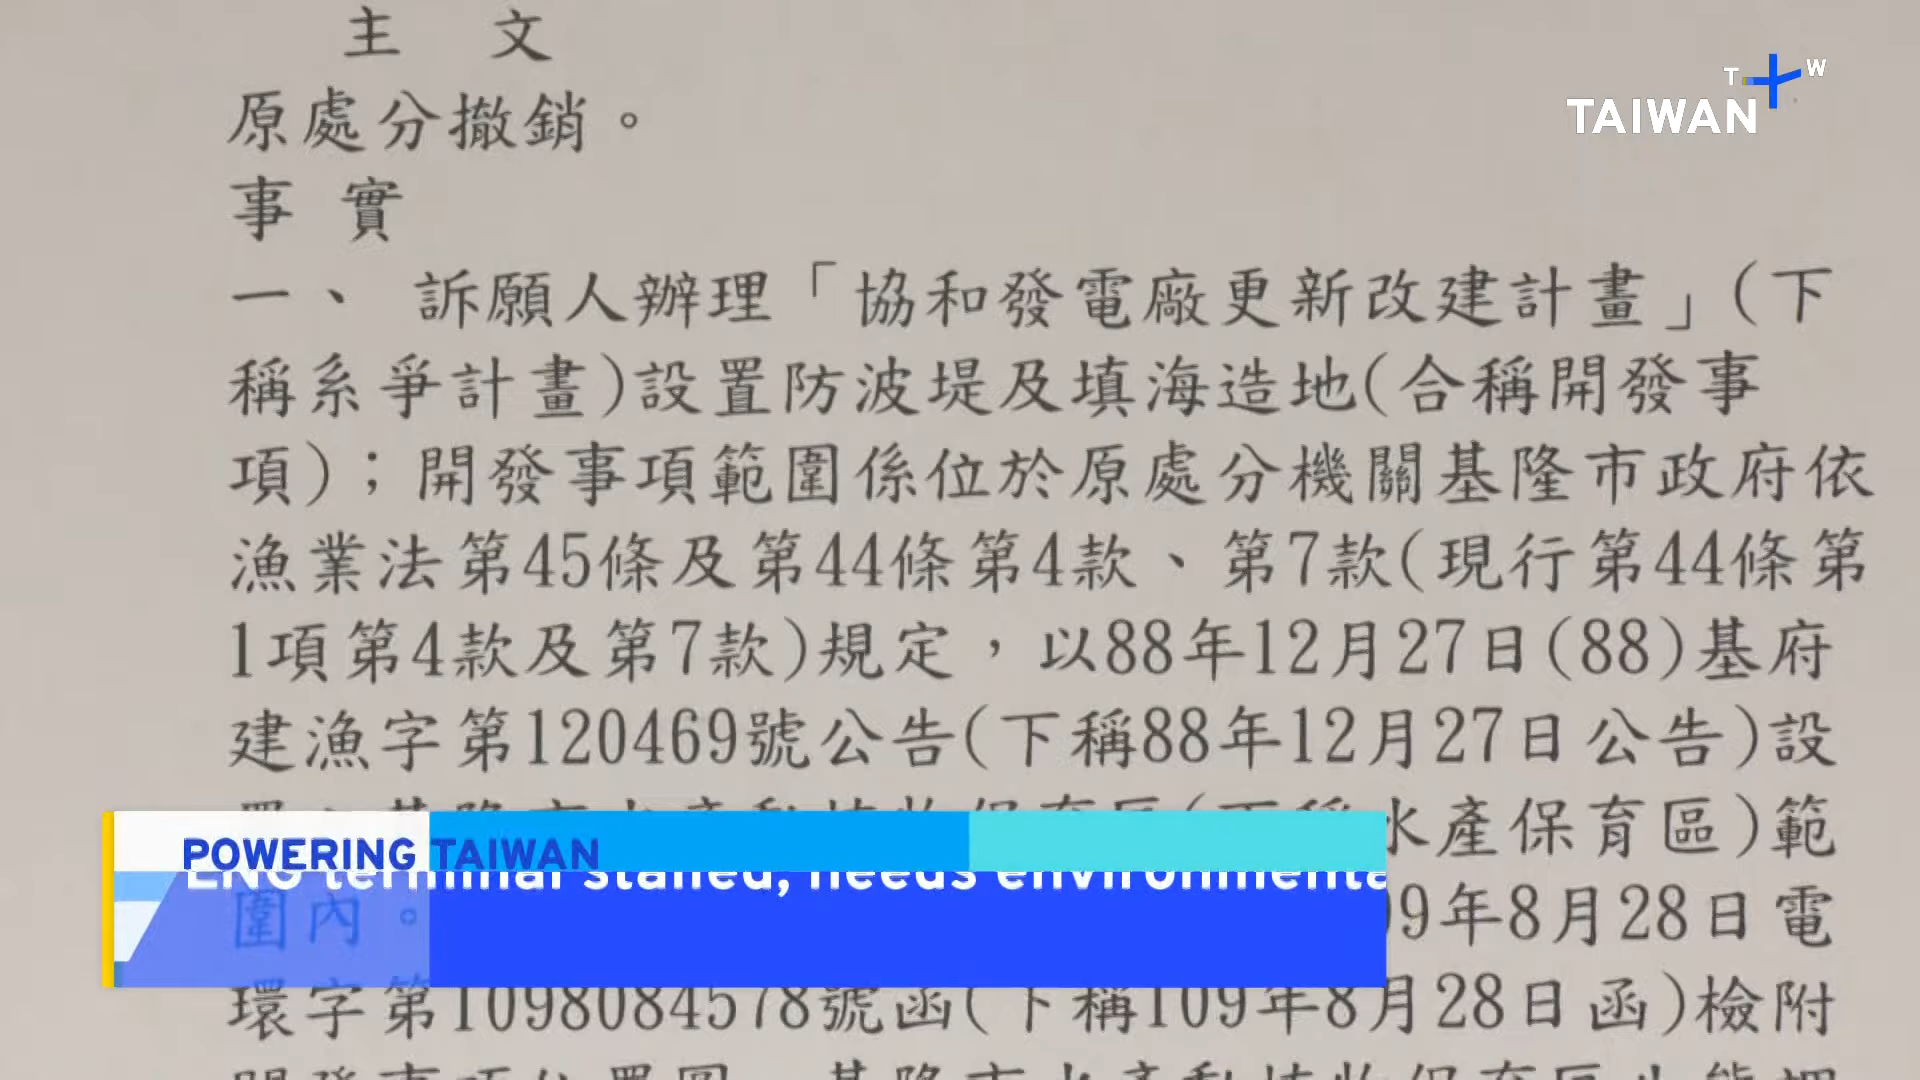 主 文
T W
TAIWAN
原處分撤銷。
事 實
一、 訴願人辦理「協和發電廠更新改建計畫」(下
稱系爭計畫)設置防波堤及填海造地(合稱開發事
項)；開發事項範圍係位於原處分機關基隆市政府依
漁業法第45條及第44條第4款、第7款(現行第44條第
1項第4款及第7款)規定，以88年12月27日(88)基府
建漁字第120469號公告(下稱88年12月27日公告)設
水產保育區)範
POWERING TAIWAN
LNG terminal stalled, needs environmenta
圍內。 09年8月28日電
環字第1098084578號函(下稱109年8月28日函)檢附